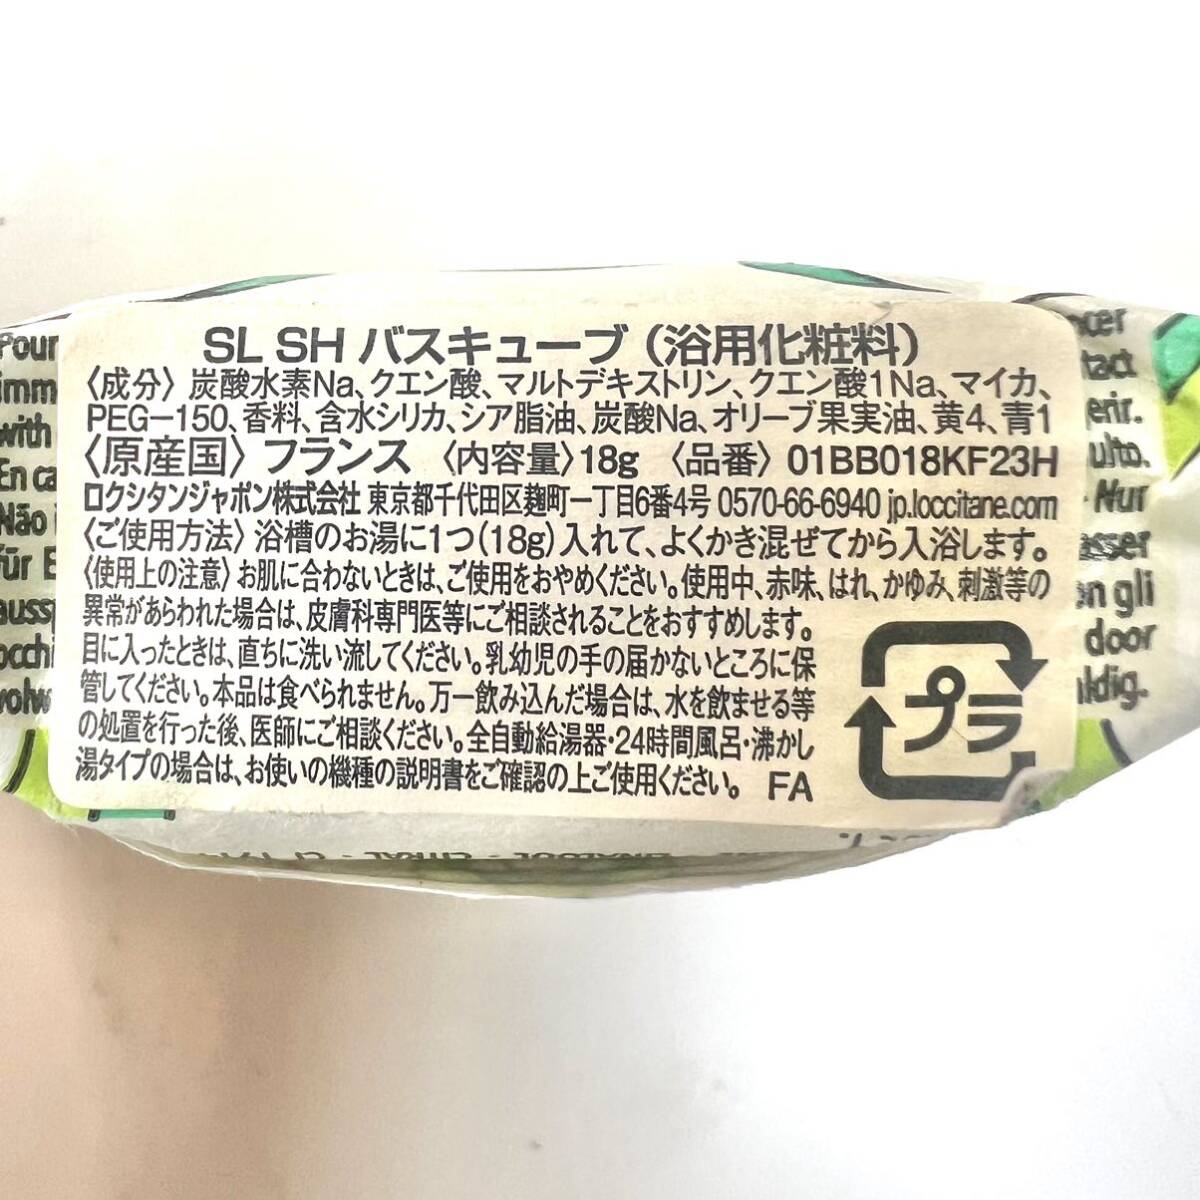 SL SH バスキューブ（浴用化粧料）
〈成分〉炭酸水素Na、クエン酸、マルトデキストリン、クエン酸1Na、マイカ、
PEG-150、香料、含水シリカ、シア脂油、炭酸Na、オリーブ果実油、黄4、青1
〈原産国〉フランス 〈内容量〉18g 〈品番〉01BB018KF23H
ロクシタンジャポン株式会社 東京都千代田区麹町一丁目6番4号 0570-66-6940 jp.loccitane.com
〈ご使用方法〉浴槽のお湯に1つ(18g)入れて、よくかき混ぜてから入浴します。
〈使用上の注意〉お肌に合わないときは、ご使用をおやめください。使用中、赤味、はれ、かゆみ、刺激等の
異常があらわれた場合は、皮膚科専門医等にご相談されることをおすすめします。
目に入ったときは、直ちに洗い流してください。乳幼児の手の届かないところに保
管してください。本品は食べられません。万一飲み込んだ場合は、水を飲ませる等
の処置を行った後、医師にご相談ください。全自動給湯器・24時間風呂・沸かし
湯タイプの場合は、お使いの機種の説明書をご確認の上ご使用ください。 FA
プラ
Pour
with
En
Não
für
Nur
gli
door